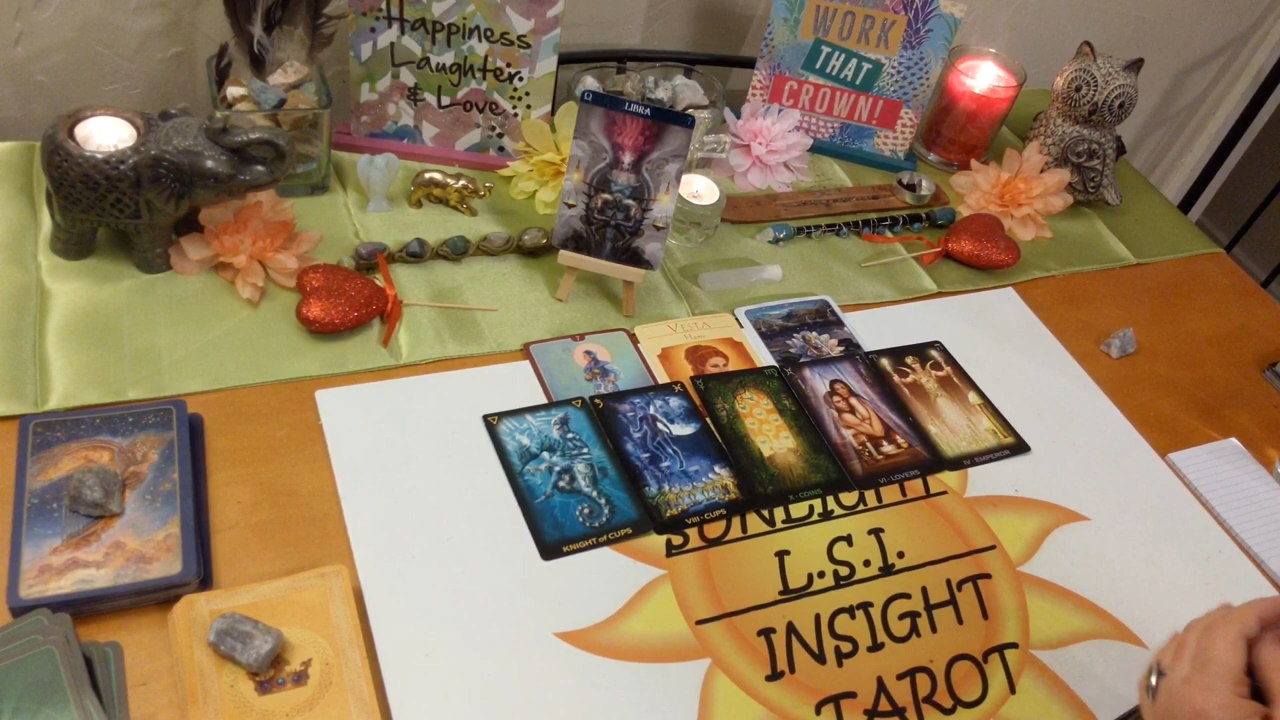 Happiness
Laughter
& Love
WORK
THAT
CROWN!
LIBRA
VESTA
KNIGHT of CUPS
VIII · CUPS
X · COINS
VI · LOVERS
IV · EMPEROR
SUNLIGHT
L.S.I.
INSIGHT
TAROT